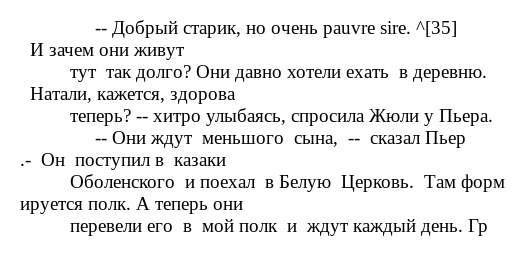 -- Добрый старик, но очень pauvre sire. ^[35]
И зачем они живут
тут так долго? Они давно хотели ехать в деревню.
Натали, кажется, здорова
теперь? -- хитро улыбаясь, спросила Жюли у Пьера.
-- Они ждут меньшого сына, -- сказал Пьер
.- Он поступил в казаки
Оболенского и поехал в Белую Церковь. Там форм
ируется полк. А теперь они
перевели его в мой полк и ждут каждый день. Гр